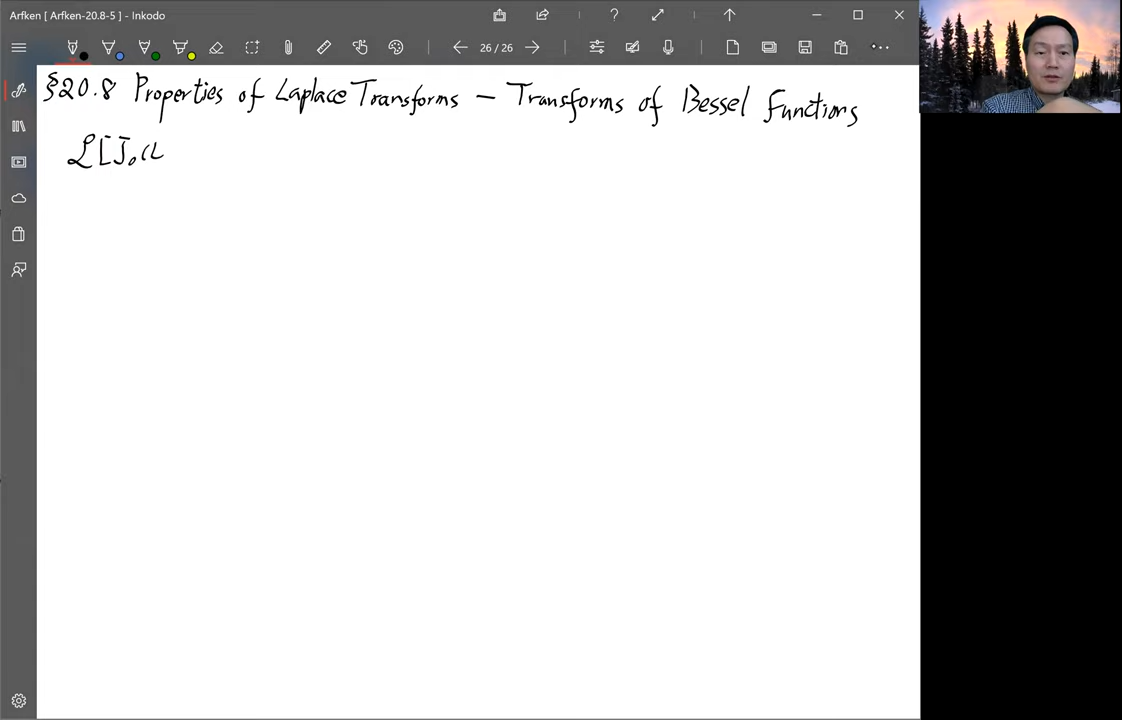 Arfken [ Arfken-20.8-5 ] - Inkodo
26 / 26
§20.8 Properties of Laplace Transforms – Transforms of Bessel Functions
ℒ[J₀(